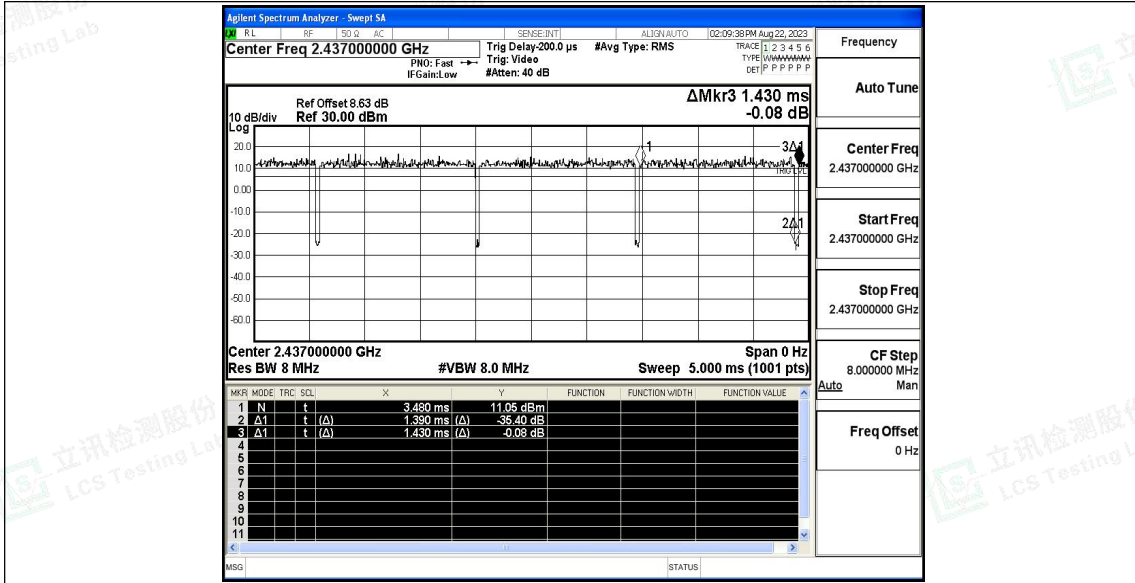 Agilent Spectrum Analyzer - Swept SA
LXI RL RF 50 Ω AC SENSE:INT ALIGN AUTO 02:09:38 PM Aug 22, 2023
Center Freq 2.437000000 GHz
Trig Delay-200.0 µs #Avg Type: RMS
TRACE 1 2 3 4 5 6
PNO: Fast
Trig: Video
TYPE WWWWWW
IFGain:Low
#Atten: 40 dB
DET P P P P P P
ΔMkr3 1.430 ms
-0.08 dB
Ref Offset 8.63 dB
10 dB/div Ref 30.00 dBm
Log
20.0
10.0
0.00
-10.0
-20.0
-30.0
-40.0
-50.0
-60.0
1
3Δ1
TRIG LVL
2Δ1
Center 2.437000000 GHz Span 0 Hz
Res BW 8 MHz #VBW 8.0 MHz Sweep 5.000 ms (1001 pts)
MKR MODE TRC SCL X Y FUNCTION FUNCTION WIDTH FUNCTION VALUE
1 N t 3.480 ms 11.05 dBm
2 Δ1 t (Δ) 1.390 ms (Δ) -35.40 dB
3 Δ1 t (Δ) 1.430 ms (Δ) -0.08 dB
4
5
6
7
8
9
10
11
MSG STATUS
Frequency
Auto Tune
Center Freq
2.437000000 GHz
Start Freq
2.437000000 GHz
Stop Freq
2.437000000 GHz
CF Step
8.000000 MHz
Auto Man
Freq Offset
0 Hz
立讯检测股份
LCS Testing Lab
立讯检测股份
LCS Testing L